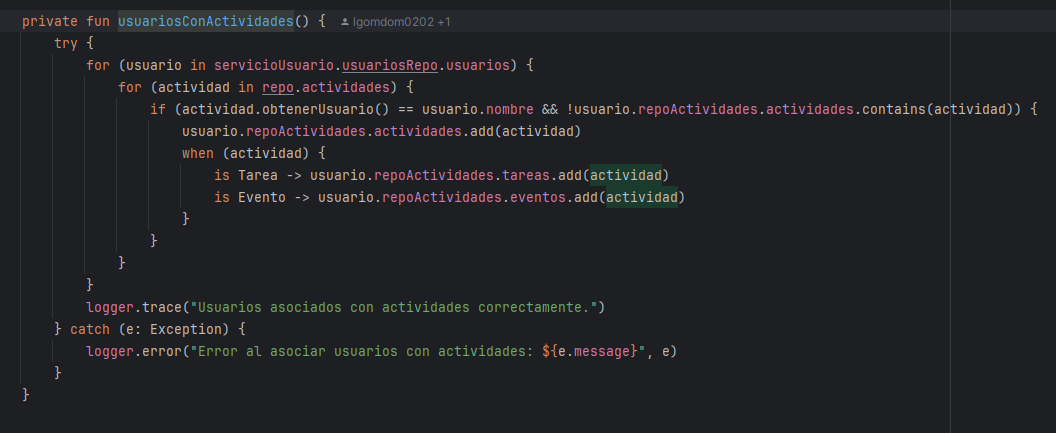 private fun usuariosConActividades() { lgomdom0202 +1
try {
for (usuario in servicioUsuario.usuariosRepo.usuarios) {
for (actividad in repo.actividades) {
if (actividad.obtenerUsuario() == usuario.nombre && !usuario.repoActividades.actividades.contains(actividad)) {
usuario.repoActividades.actividades.add(actividad)
when (actividad) {
is Tarea -> usuario.repoActividades.tareas.add(actividad)
is Evento -> usuario.repoActividades.eventos.add(actividad)
}
}
}
}
logger.trace("Usuarios asociados con actividades correctamente.")
} catch (e: Exception) {
logger.error("Error al asociar usuarios con actividades: ${e.message}", e)
}
}